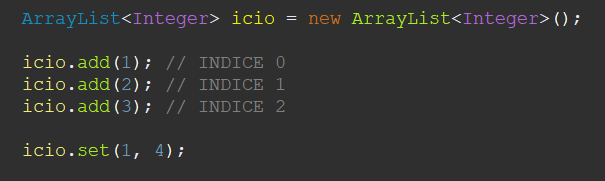 ArrayList<Integer> icio = new ArrayList<Integer>();
icio.add(1); // INDICE 0
icio.add(2); // INDICE 1
icio.add(3); // INDICE 2
icio.set(1, 4);